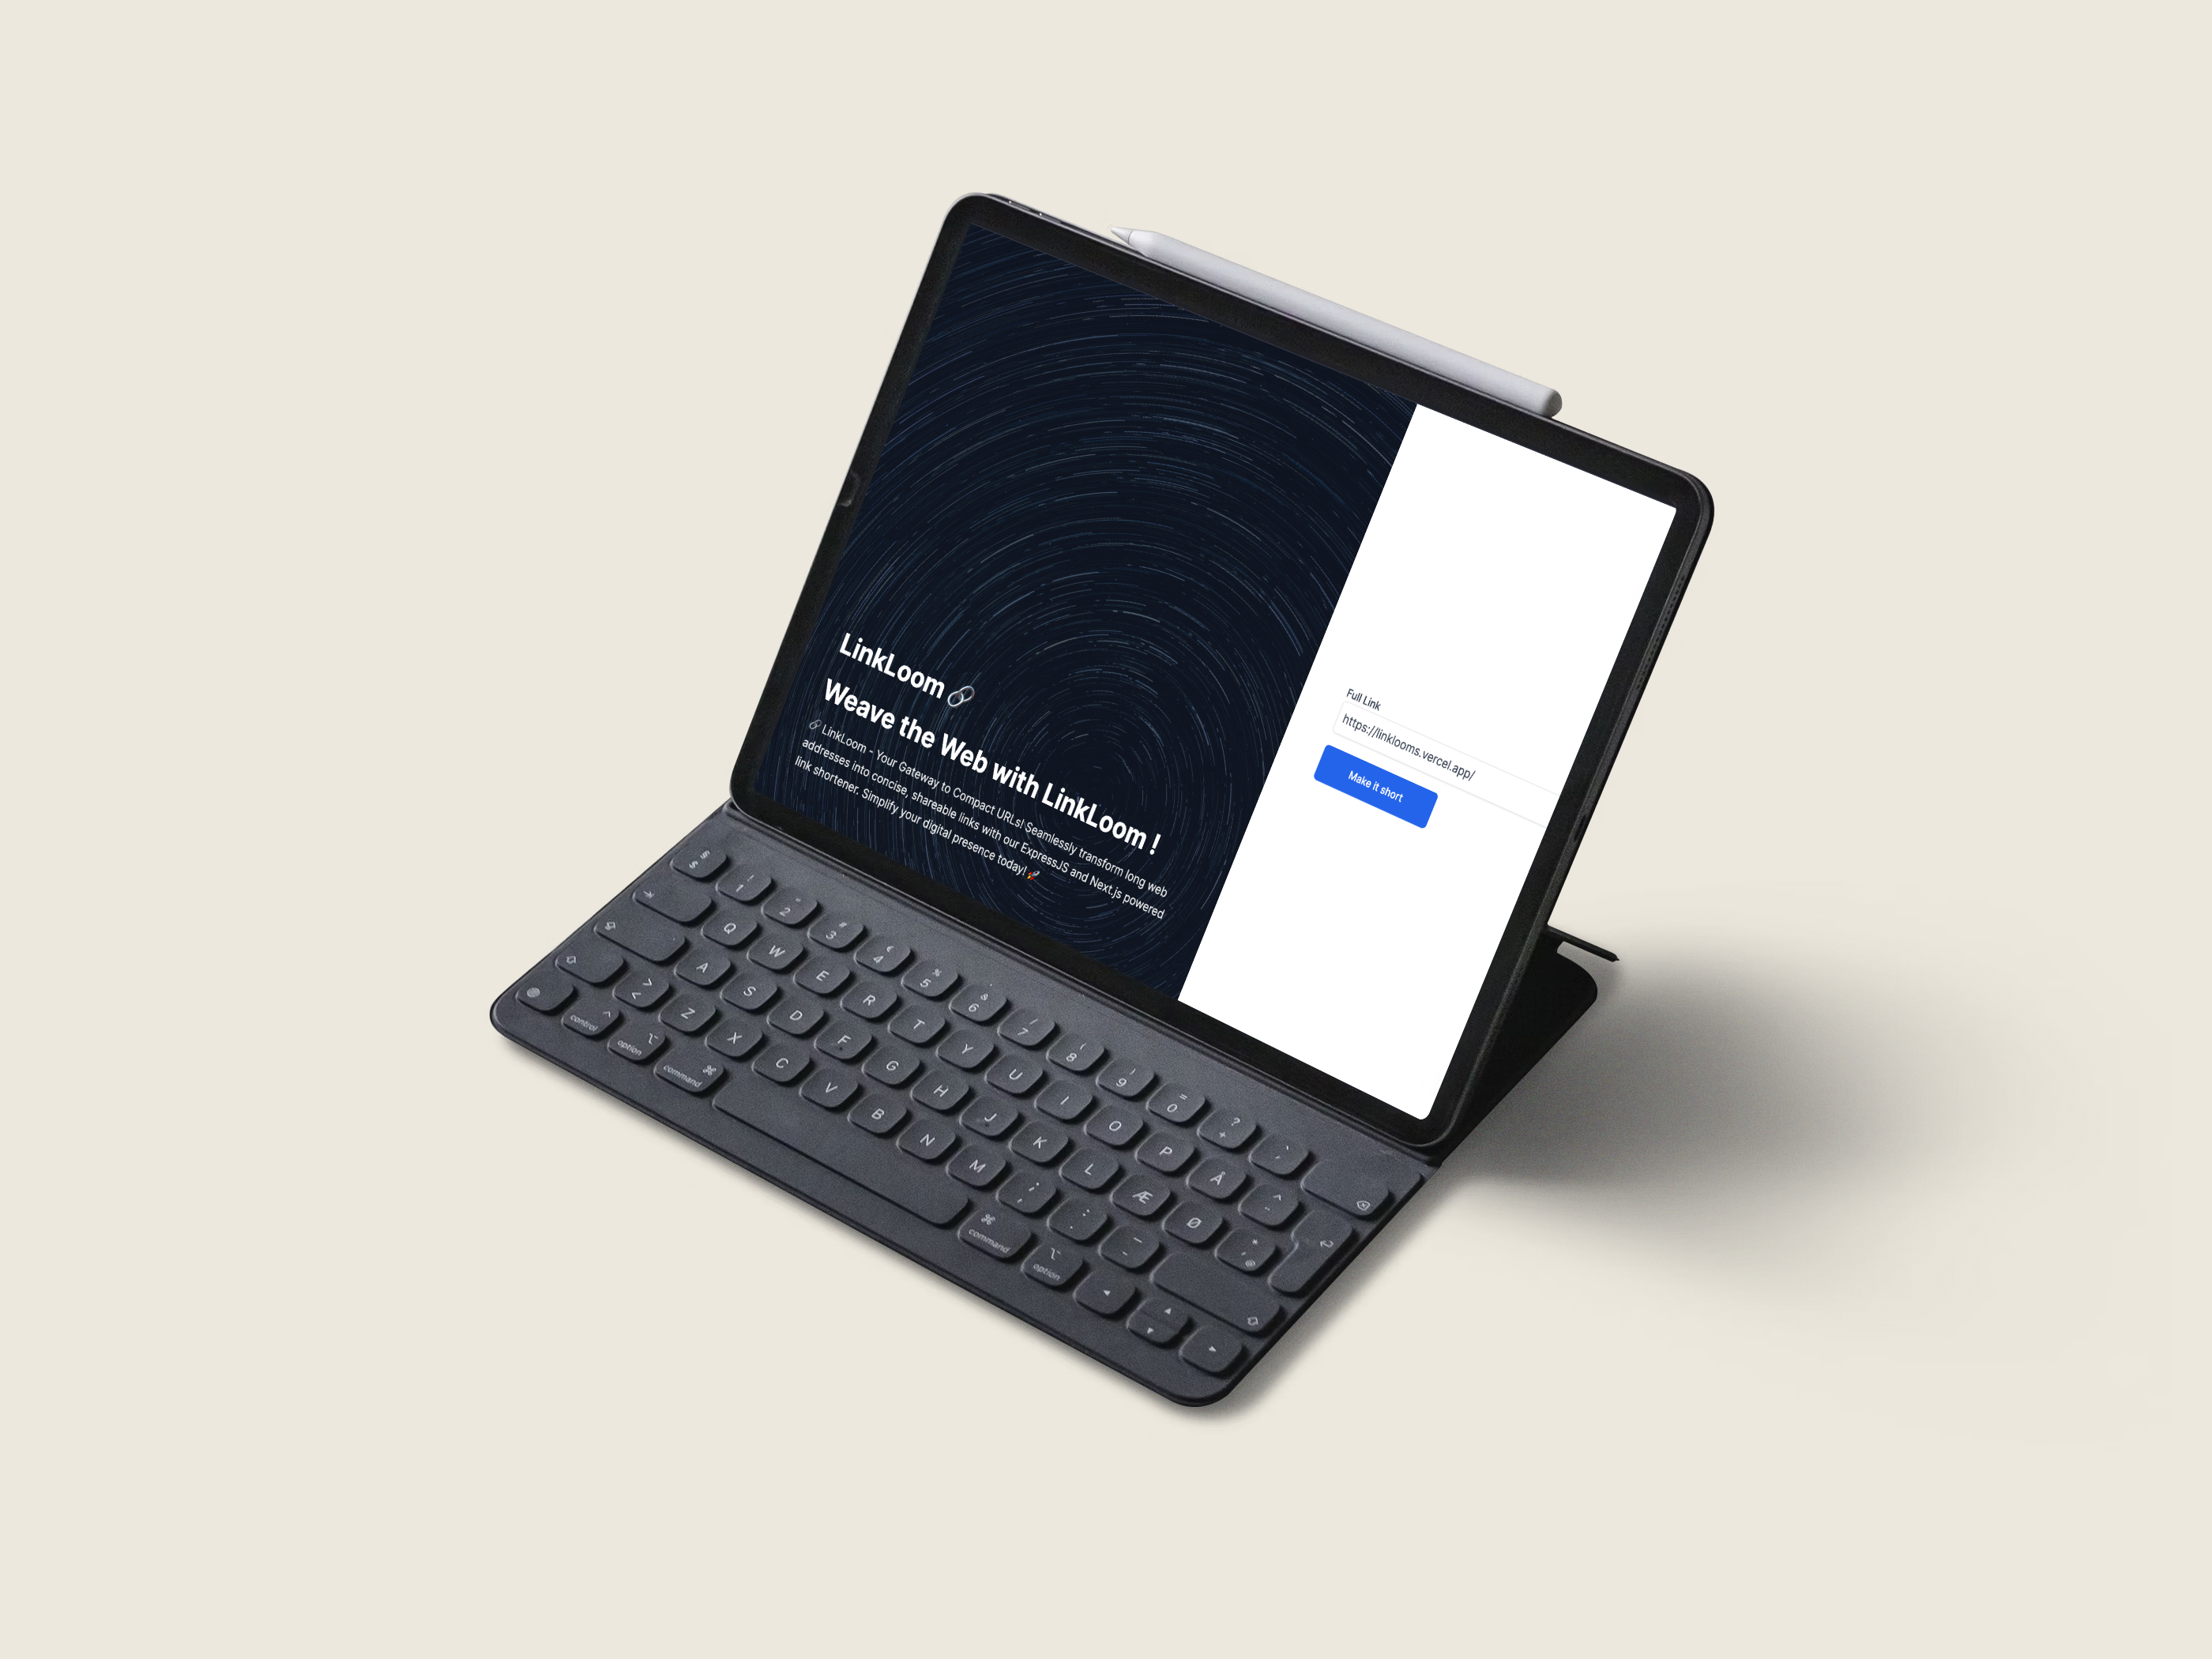 LinkLoom 🔗
Weave the Web with LinkLoom !
🔗 LinkLoom - Your Gateway to Compact URLs! Seamlessly transform long web
addresses into concise, shareable links with our ExpressJS and Next.js powered
link shortener. Simplify your digital presence today! 🚀
Full Link
https://linklooms.vercel.app/
Make it short
1 2 3 4 5 6 7 8 9 0
Q W E R T Y U I O P Å
A S D F G H J K L Æ Ø
Z X C V B N M
control option command command option